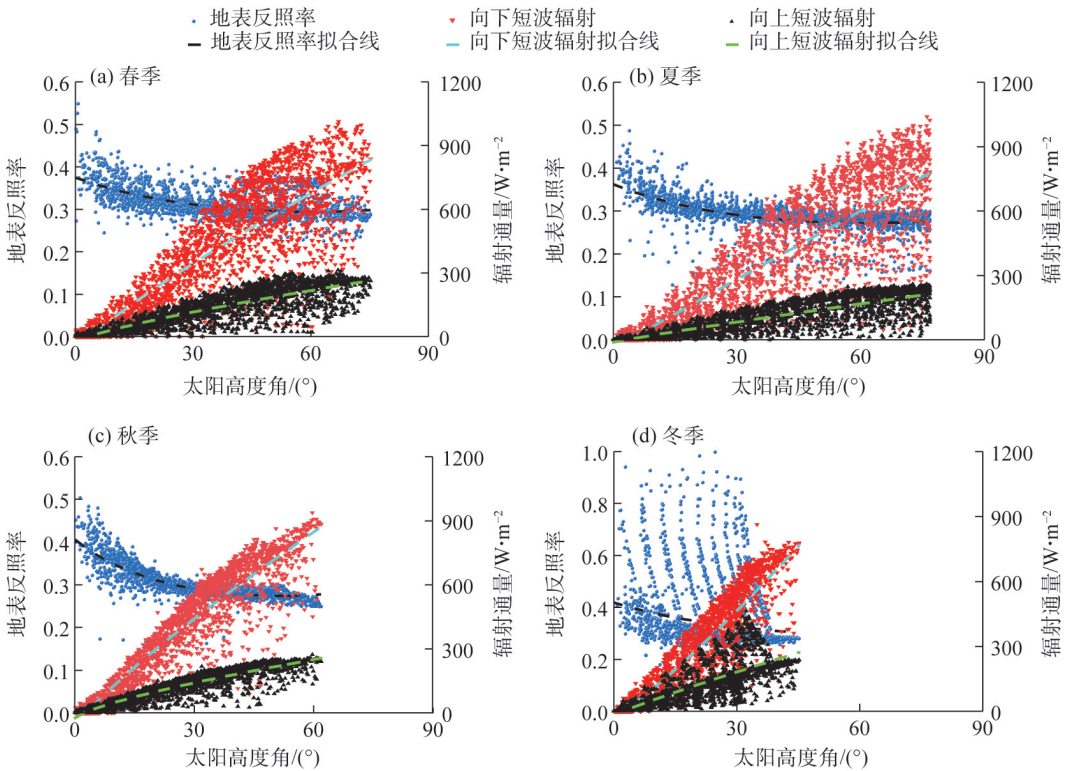 地表反照率 向下短波辐射 向上短波辐射
地表反照率拟合线 向下短波辐射拟合线 向上短波辐射拟合线
(a) 春季
地表反照率
0.6
0.5
0.4
0.3
0.2
0.1
0.0
1200
900
600
300
0
辐射通量/W·m⁻²
0 30 60 90
太阳高度角/(°)
(b) 夏季
地表反照率
0.6
0.5
0.4
0.3
0.2
0.1
0.0
1200
900
600
300
0
辐射通量/W·m⁻²
0 30 60 90
太阳高度角/(°)
(c) 秋季
地表反照率
0.6
0.5
0.4
0.3
0.2
0.1
0.0
1200
900
600
300
0
辐射通量/W·m⁻²
0 30 60 90
太阳高度角/(°)
(d) 冬季
地表反照率
1.0
0.8
0.6
0.4
0.2
0.0
1200
900
600
300
0
辐射通量/W·m⁻²
0 30 60 90
太阳高度角/(°)